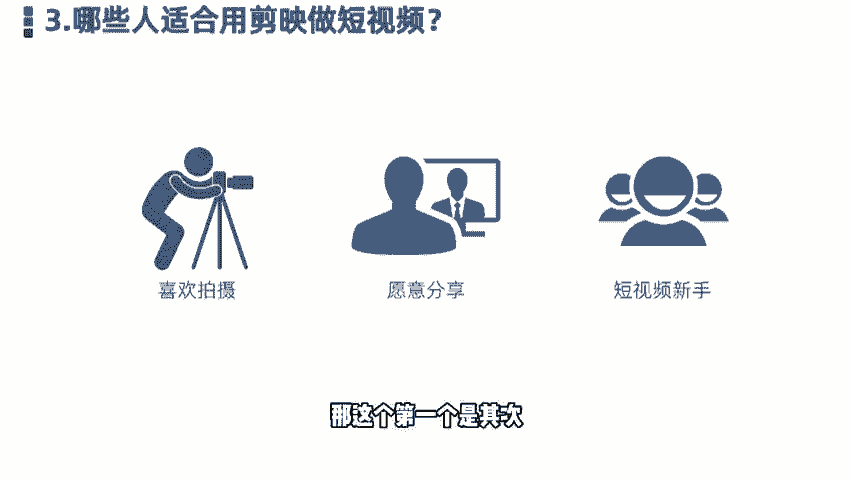 3.哪些人适合用剪映做短视频？
喜欢拍摄
愿意分享
短视频新手
那这个第一个是其次